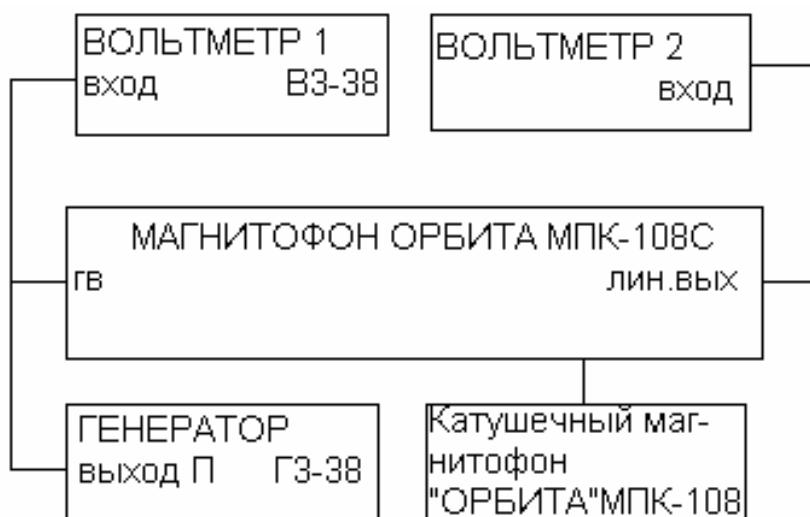 ВОЛЬТМЕТР 1
вход В3-38
ВОЛЬТМЕТР 2
вход
МАГНИТОФОН ОРБИТА МПК-108С
гв лин.вых
ГЕНЕРАТОР
выход П Г3-38
Катушечный маг-
нитофон
"ОРБИТА"МПК-108